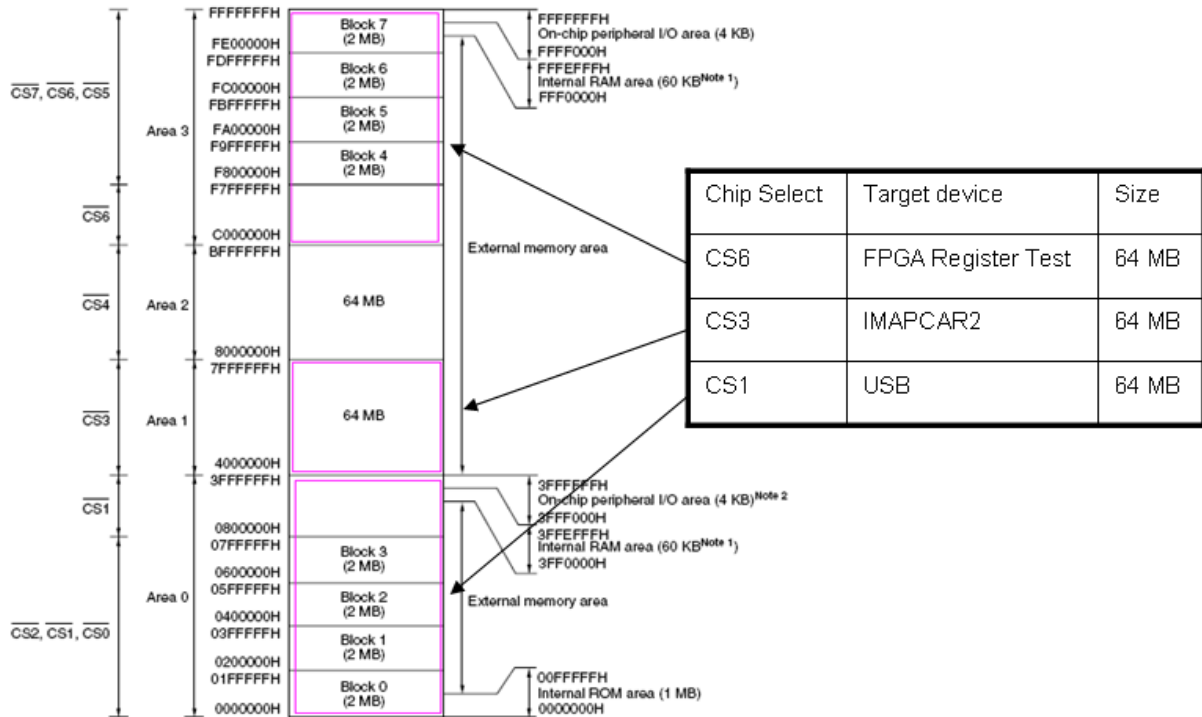 FFFFFFFH
Block 7
(2 MB)
FE00000H
FDFFFFFH
Block 6
(2 MB)
FC00000H
FBFFFFFH
Block 5
(2 MB)
FA00000H
F9FFFFFH
Block 4
(2 MB)
F800000H
F7FFFFFH
C000000H
BFFFFFFH
64 MB
8000000H
7FFFFFFH
64 MB
4000000H
3FFFFFFH
0800000H
07FFFFFH
Block 3
(2 MB)
0600000H
05FFFFFH
Block 2
(2 MB)
0400000H
03FFFFFH
Block 1
(2 MB)
0200000H
01FFFFFH
Block 0
(2 MB)
0000000H
CS7, CS6, CS5
CS6
CS4
CS3
CS1
CS2, CS1, CS0
Area 3
Area 2
Area 1
Area 0
FFFFFFFH
On-chip peripheral I/O area (4 KB)
FFFF000H
FFFEFFFH
Internal RAM area (60 KB Note 1)
FFF0000H
External memory area
3FFFFFFH
On-chip peripheral I/O area (4 KB) Note 2
3FFF000H
3FFEFFFH
Internal RAM area (60 KB Note 1)
3FF0000H
External memory area
00FFFFFH
Internal ROM area (1 MB)
0000000H
Chip Select Target device Size
CS6 FPGA Register Test 64 MB
CS3 IMAPCAR2 64 MB
CS1 USB 64 MB